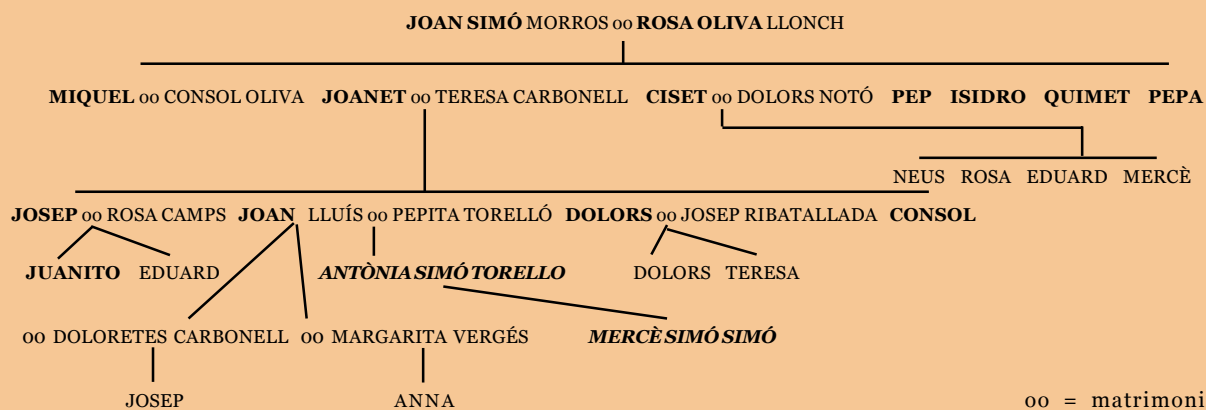 JOAN SIMÓ MORROS oo ROSA OLIVA LLONCH
MIQUEL oo CONSOL OLIVA JOANET oo TERESA CARBONELL CISET oo DOLORS NOTÓ PEP ISIDRO QUIMET PEPA
NEUS ROSA EDUARD MERCÈ
JOSEP oo ROSA CAMPS JOAN LLUÍS oo PEPITA TORELLÓ DOLORS oo JOSEP RIBATALLADA CONSOL
JUANITO EDUARD ANTÒNIA SIMÓ TORELLO DOLORS TERESA
oo DOLORETES CARBONELL oo MARGARITA VERGÉS MERCÈ SIMÓ SIMÓ
JOSEP ANNA oo = matrimoni